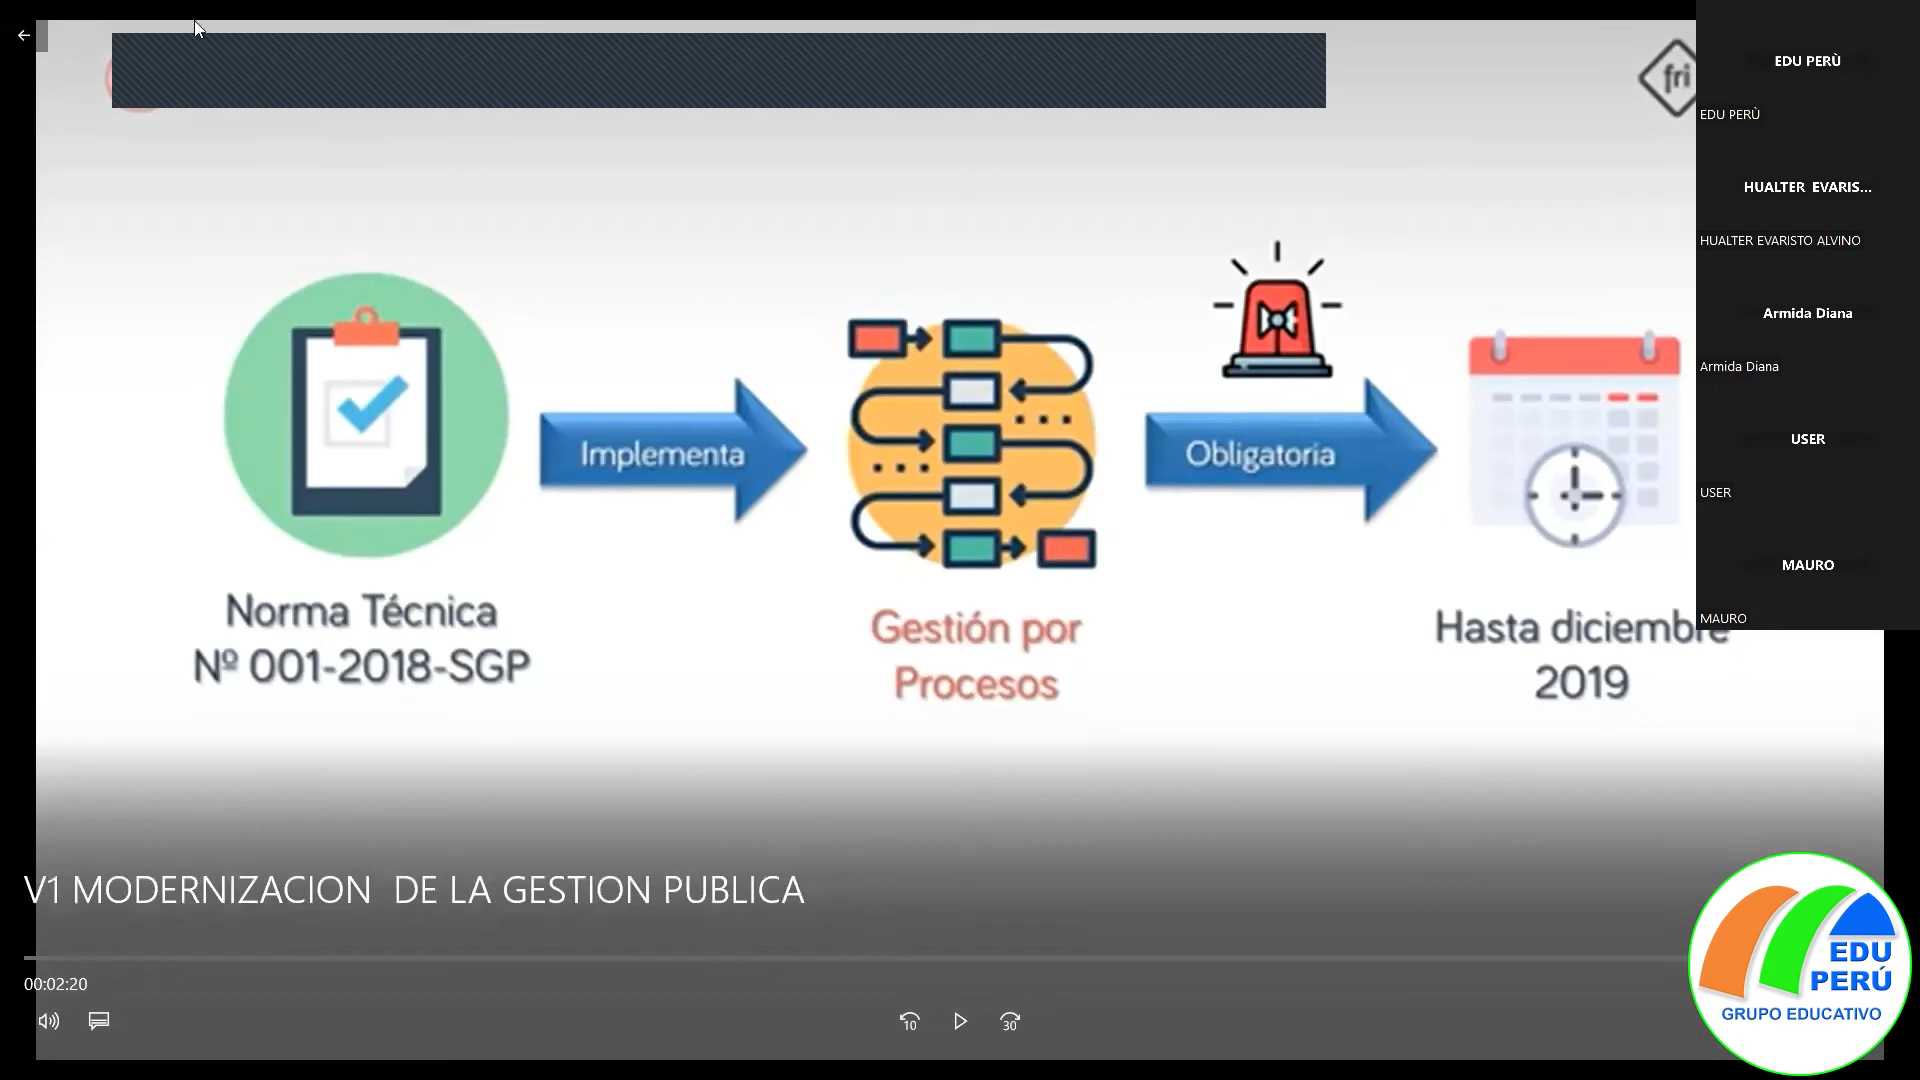 fri
EDU PERÙ
EDU PERÙ
HUALTER EVARIS...
HUALTER EVARISTO ALVINO
Armida Diana
Armida Diana
USER
USER
MAURO
MAURO
Implementa
Obligatoria
Norma Técnica
Nº 001-2018-SGP
Gestión por
Procesos
Hasta diciembre
2019
V1 MODERNIZACION DE LA GESTION PUBLICA
00:02:20
10
30
EDU
PERÚ
GRUPO EDUCATIVO